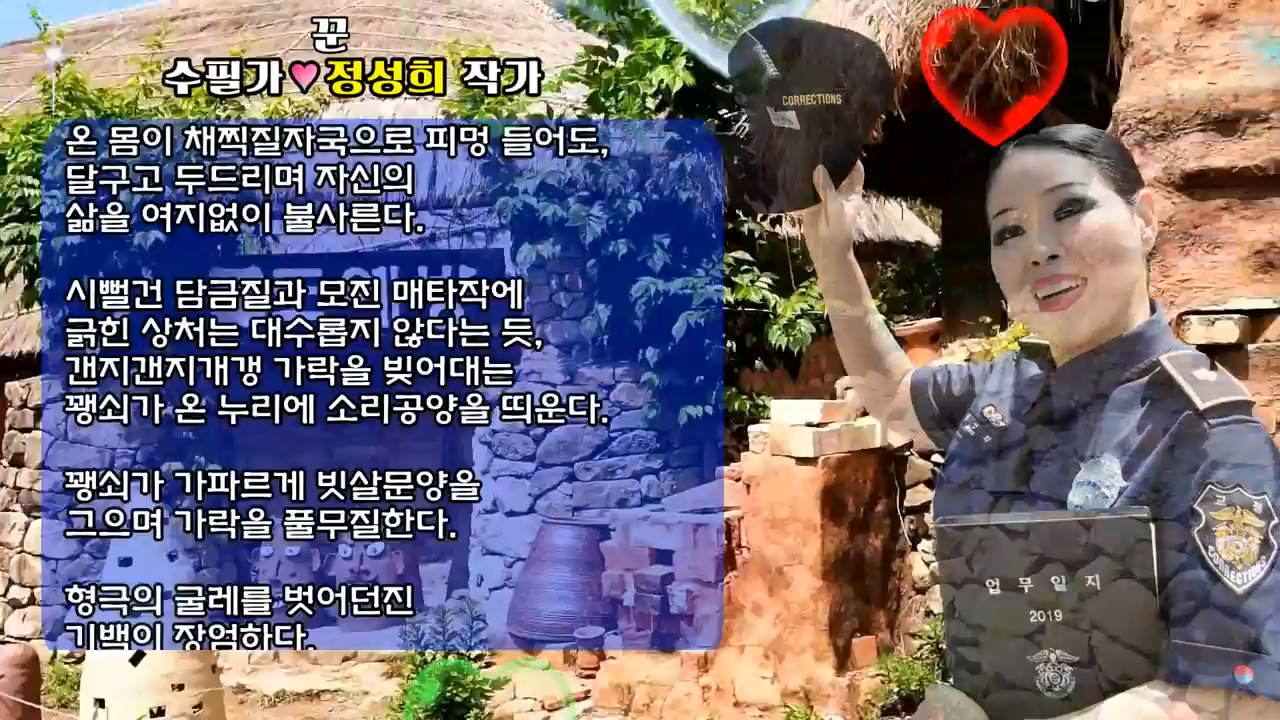 꾼
수필가♥정성희 작가
온 몸이 채찍질자국으로 피멍 들어도,
달구고 두드리며 자신의
삶을 여지없이 불사른다.
시뻘건 담금질과 모진 매타작에
긁힌 상처는 대수롭지 않다는 듯,
갠지갠지개갱 가락을 빚어대는
꽹쇠가 온 누리에 소리공양을 띄운다.
꽹쇠가 가파르게 빗살문양을
그으며 가락을 풀무질한다.
형극의 굴레를 벗어던진
기백이 장엄하다.
CORRECTIONS
업무일지
2019
교정
CORRECTIONS